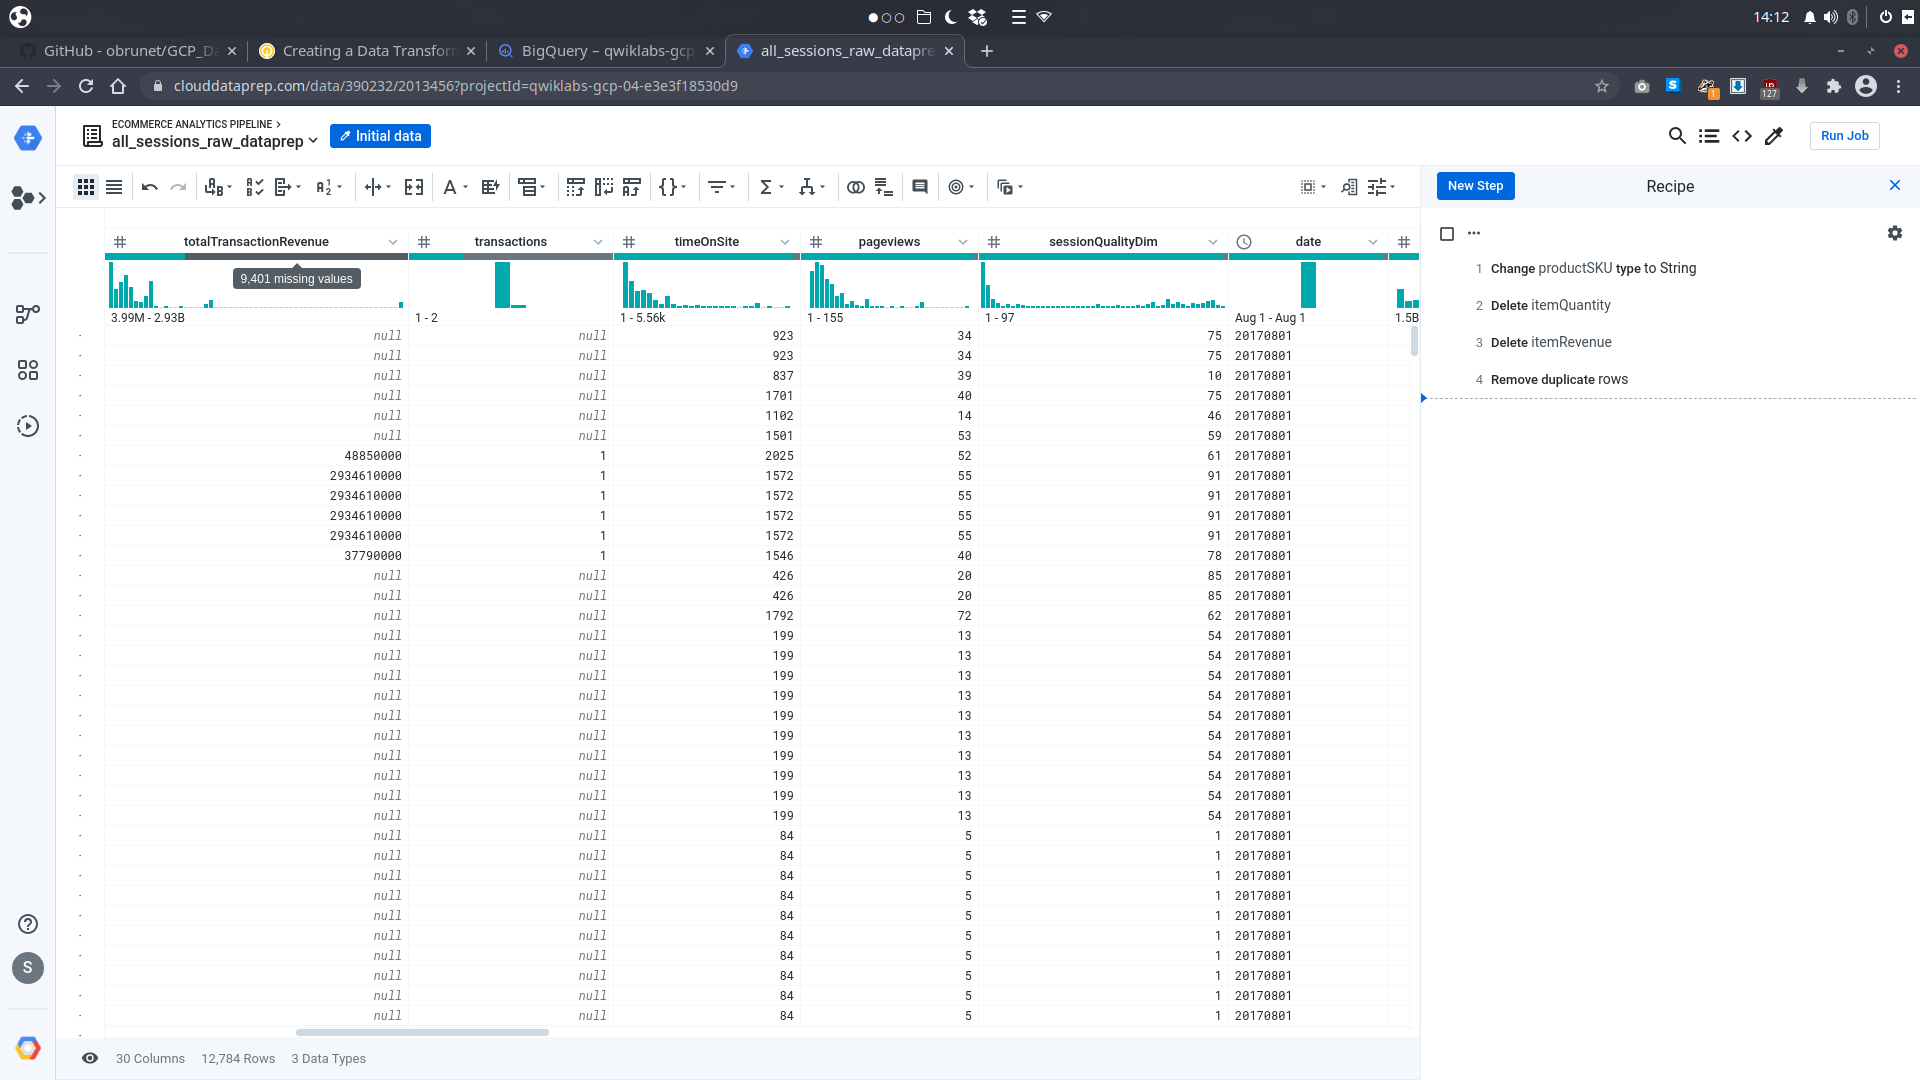 14:12
GitHub - obrunet/GCP_Da
Creating a Data Transforn
BigQuery – qwiklabs-gcp
all_sessions_raw_datapre
clouddataprep.com/data/390232/2013456?projectId=qwiklabs-gcp-04-e3e3f18530d9
1
127
ECOMMERCE ANALYTICS PIPELINE
all_sessions_raw_dataprep
Initial data
Run Job
New Step
Recipe
# totalTransactionRevenue # transactions # timeOnSite # pageviews # sessionQualityDim date #
9,401 missing values
3.99M - 2.93B 1 - 2 1 - 5.56k 1 - 155 1 - 97 Aug 1 - Aug 1 1.5B
null null 923 34 75 20170801
null null 923 34 75 20170801
null null 837 39 10 20170801
null null 1701 40 75 20170801
null null 1102 14 46 20170801
null null 1501 53 59 20170801
48850000 1 2025 52 61 20170801
2934610000 1 1572 55 91 20170801
2934610000 1 1572 55 91 20170801
2934610000 1 1572 55 91 20170801
2934610000 1 1572 55 91 20170801
37790000 1 1546 40 78 20170801
null null 426 20 85 20170801
null null 426 20 85 20170801
null null 1792 72 62 20170801
null null 199 13 54 20170801
null null 199 13 54 20170801
null null 199 13 54 20170801
null null 199 13 54 20170801
null null 199 13 54 20170801
null null 199 13 54 20170801
null null 199 13 54 20170801
null null 199 13 54 20170801
null null 199 13 54 20170801
null null 199 13 54 20170801
null null 84 5 1 20170801
null null 84 5 1 20170801
null null 84 5 1 20170801
null null 84 5 1 20170801
null null 84 5 1 20170801
null null 84 5 1 20170801
null null 84 5 1 20170801
null null 84 5 1 20170801
null null 84 5 1 20170801
null null 84 5 1 20170801
1 Change productSKU type to String
2 Delete itemQuantity
3 Delete itemRevenue
4 Remove duplicate rows
S
30 Columns 12,784 Rows 3 Data Types